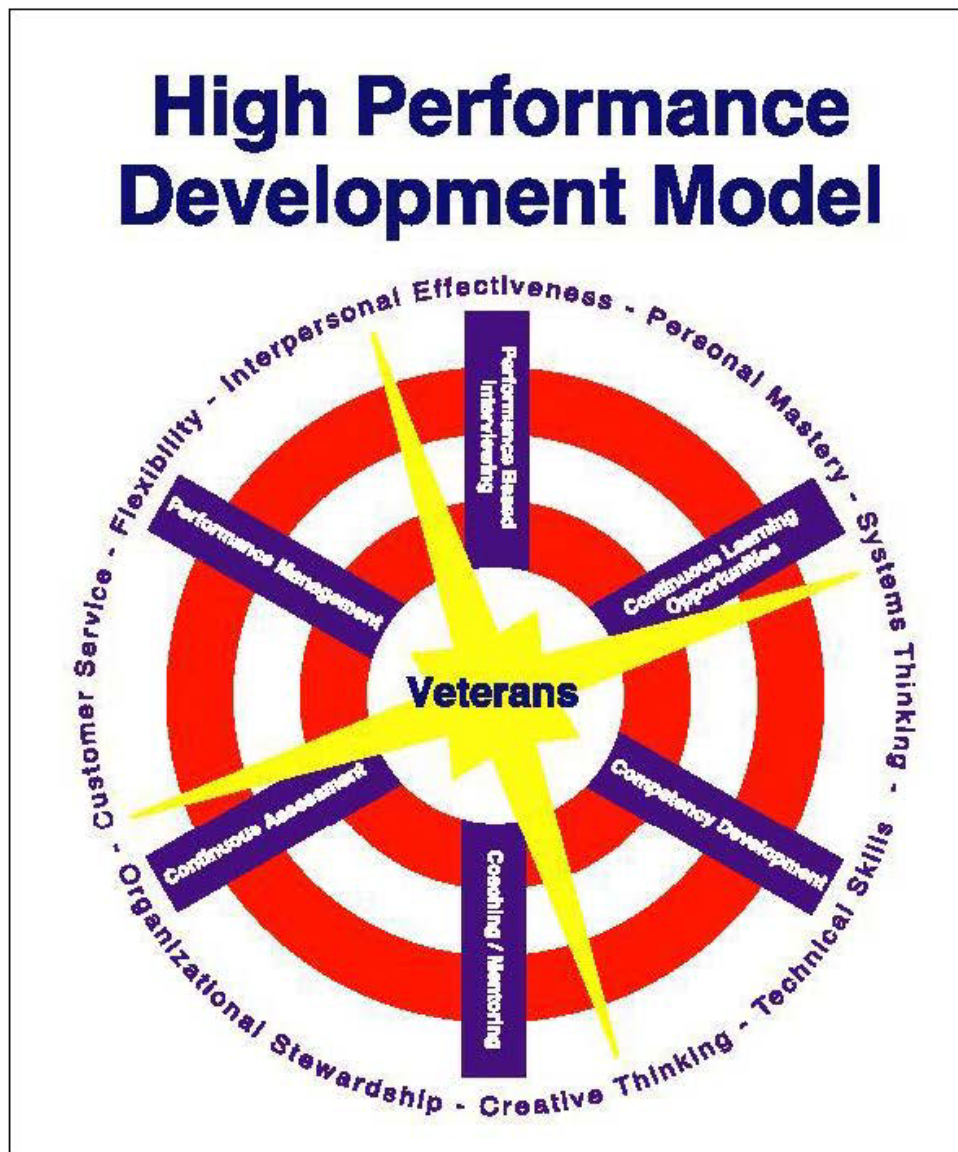 High Performance
Development Model
Interpersonal Effectiveness - Personal Mastery - Systems Thinking - Technical Skills - Creative Thinking - Organizational Stewardship - Customer Service - Flexibility -
Performance Based
Interviewing
Continuous Learning
Opportunities
Competency Development
Coaching / Mentoring
Continuous Assessment
Performance Management
Veterans